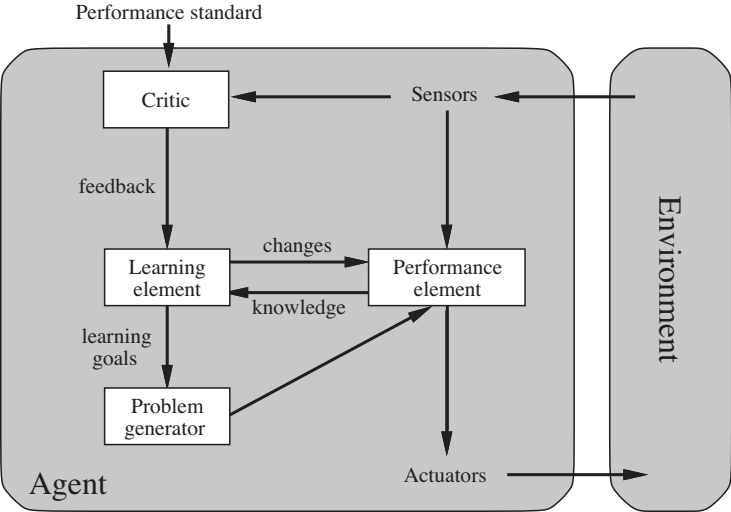 Performance standard
Critic
Sensors
feedback
changes
Learning
element
Performance
element
knowledge
learning
goals
Problem
generator
Agent
Actuators
Environment